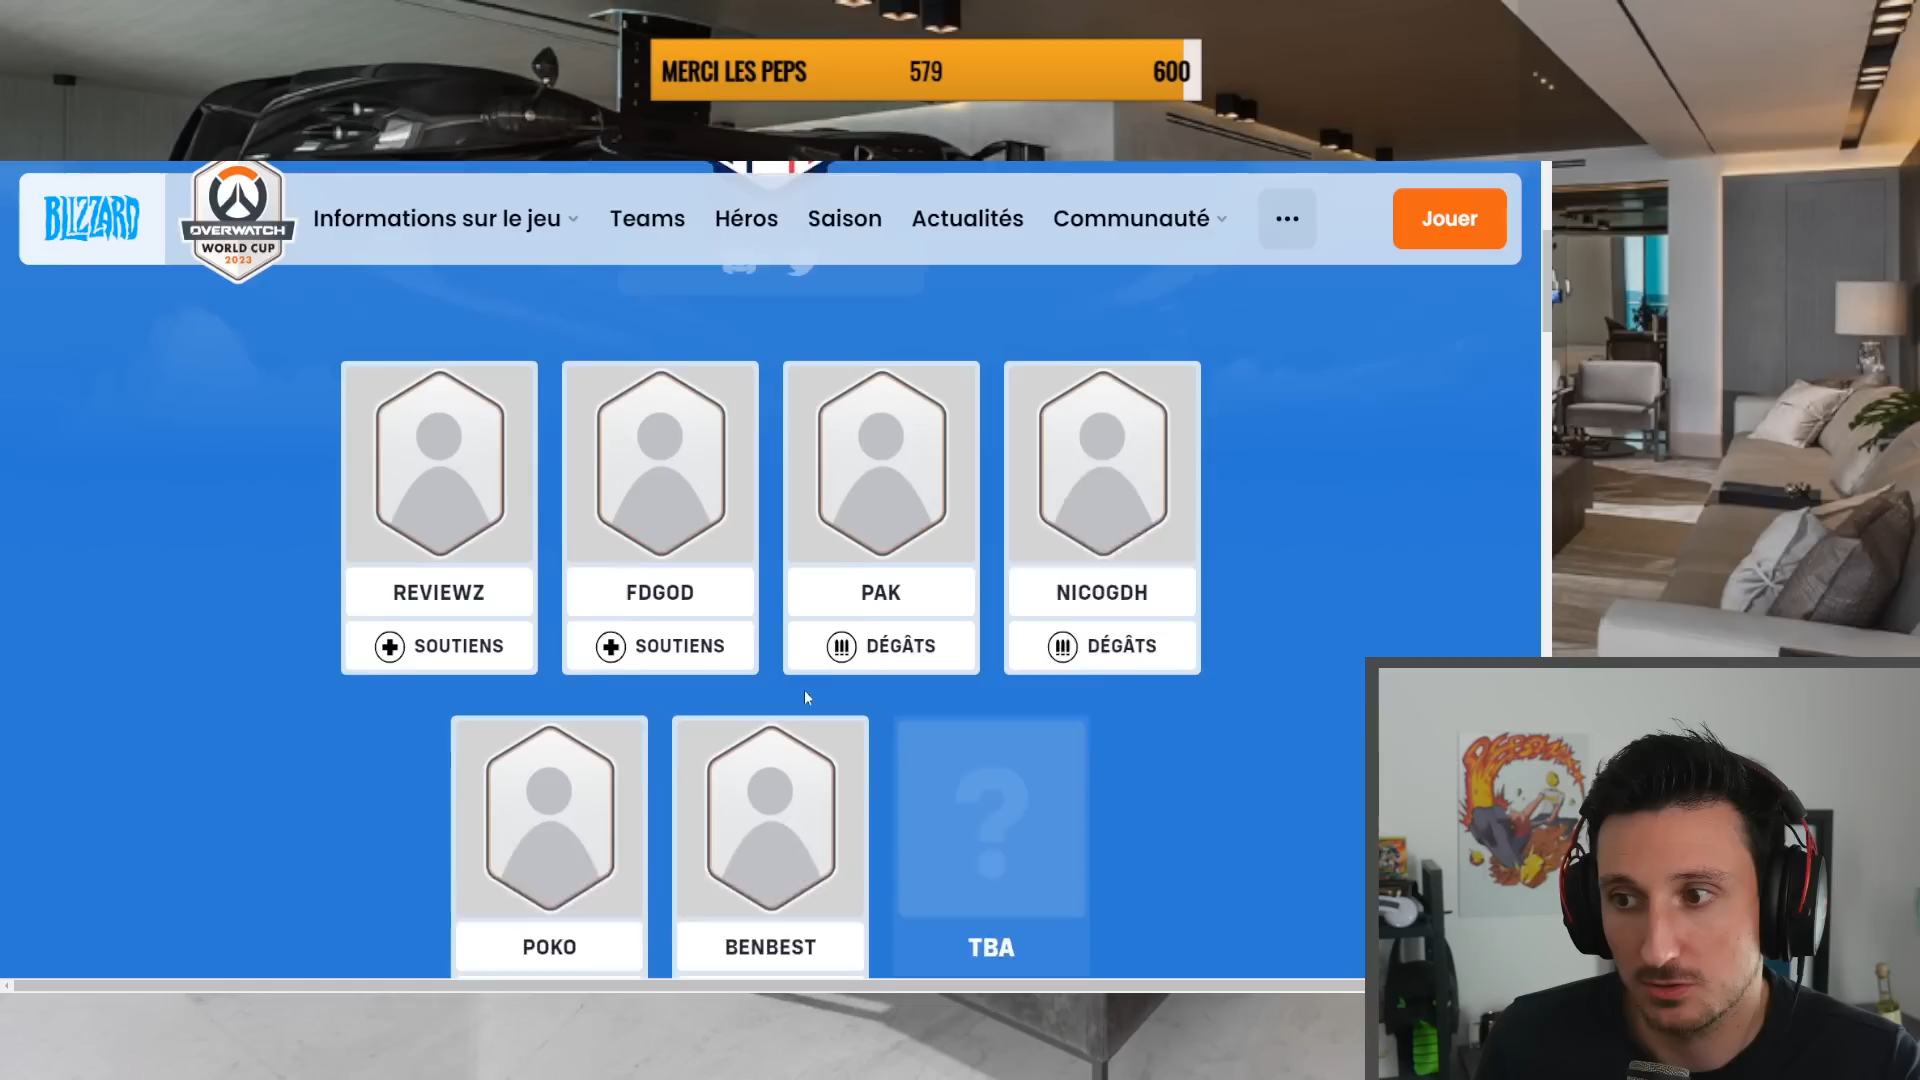 MERCI LES PEPS 579 600
BLIZZARD
OVERWATCH
WORLD CUP
2023
Informations sur le jeu Teams Héros Saison Actualités Communauté ... Jouer
REVIEWZ FDGOD PAK NICOGDH
SOUTIENS SOUTIENS DÉGÂTS DÉGÂTS
?
POKO BENBEST TBA